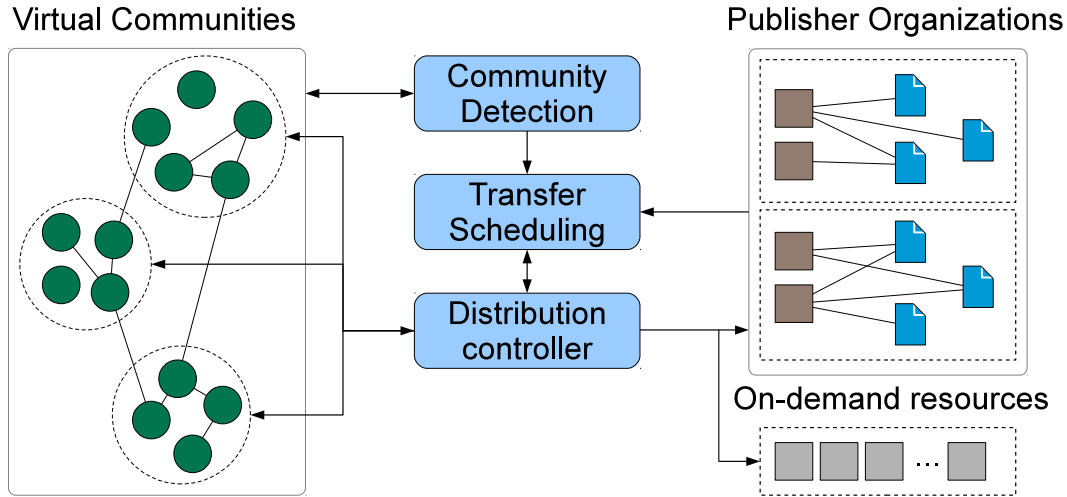 Virtual Communities
Publisher Organizations
Community
Detection
Transfer
Scheduling
Distribution
controller
On-demand resources
...